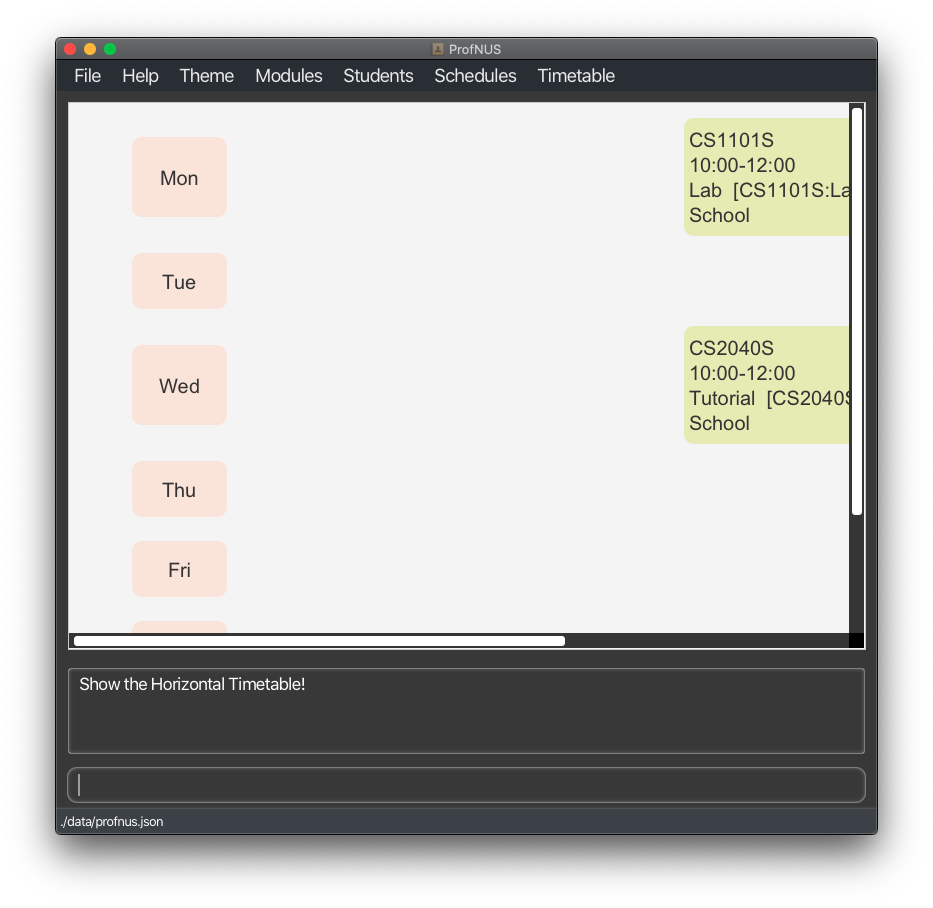 ProfNUS
File Help Theme Modules Students Schedules Timetable
Mon
CS1101S
10:00-12:00
Lab [CS1101S:La
School
Tue
Wed
CS2040S
10:00-12:00
Tutorial [CS2040S
School
Thu
Fri
Show the Horizontal Timetable!
./data/profnus.json